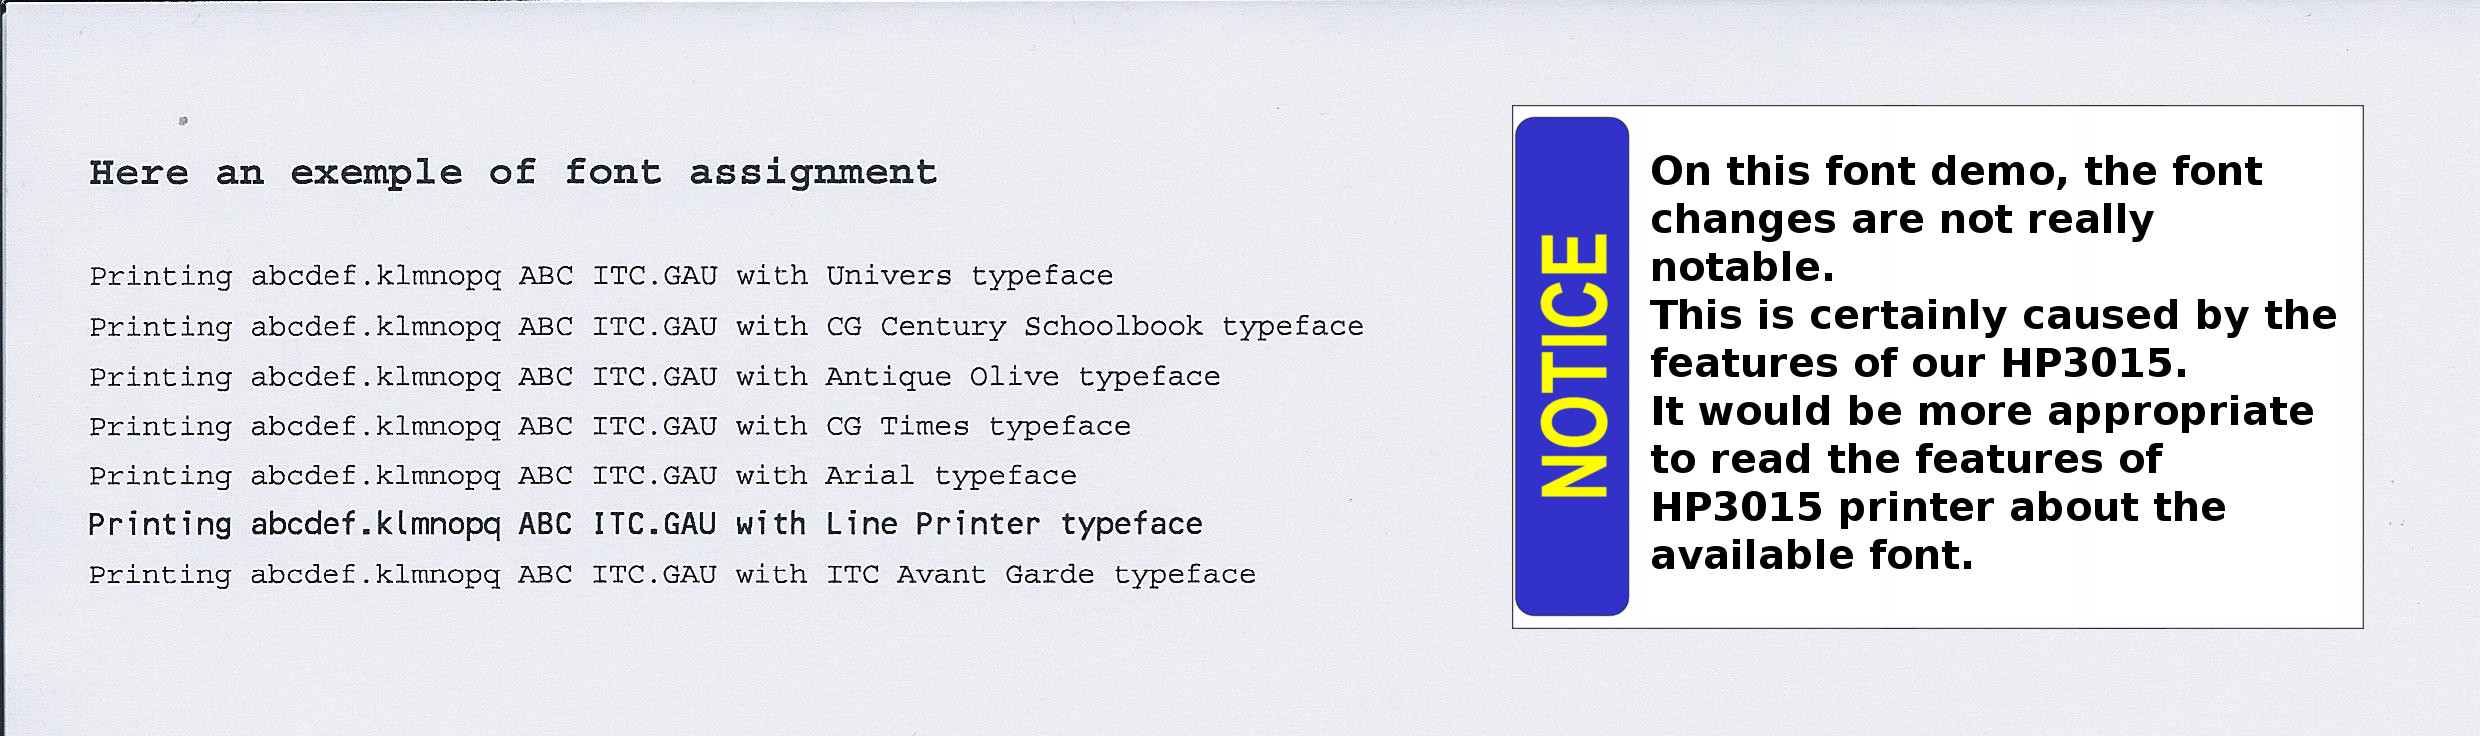 Here an exemple of font assignment
Printing abcdef.klmnopq ABC ITC.GAU with Univers typeface
Printing abcdef.klmnopq ABC ITC.GAU with CG Century Schoolbook typeface
Printing abcdef.klmnopq ABC ITC.GAU with Antique Olive typeface
Printing abcdef.klmnopq ABC ITC.GAU with CG Times typeface
Printing abcdef.klmnopq ABC ITC.GAU with Arial typeface
Printing abcdef.klmnopq ABC ITC.GAU with Line Printer typeface
Printing abcdef.klmnopq ABC ITC.GAU with ITC Avant Garde typeface
NOTICE
On this font demo, the font
changes are not really
notable.
This is certainly caused by the
features of our HP3015.
It would be more appropriate
to read the features of
HP3015 printer about the
available font.